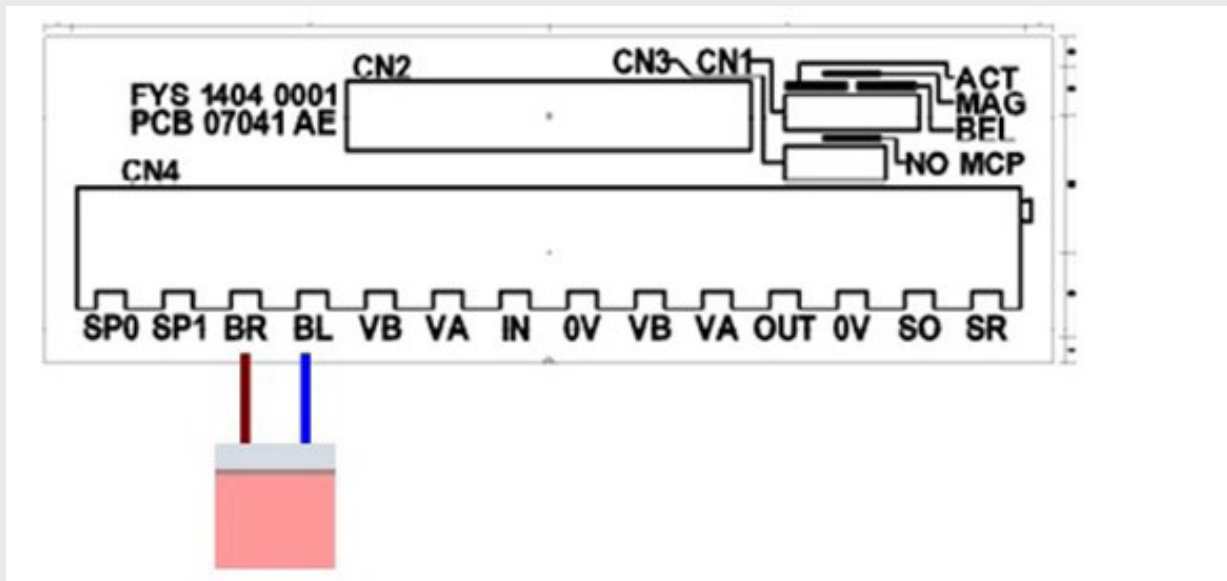 CN2
CN3 CN1
ACT
FYS 1404 0001
MAG
PCB 07041 AE
BEL
CN4
NO MCP
SP0 SP1 BR BL VB VA IN 0V VB VA OUT 0V SO SR